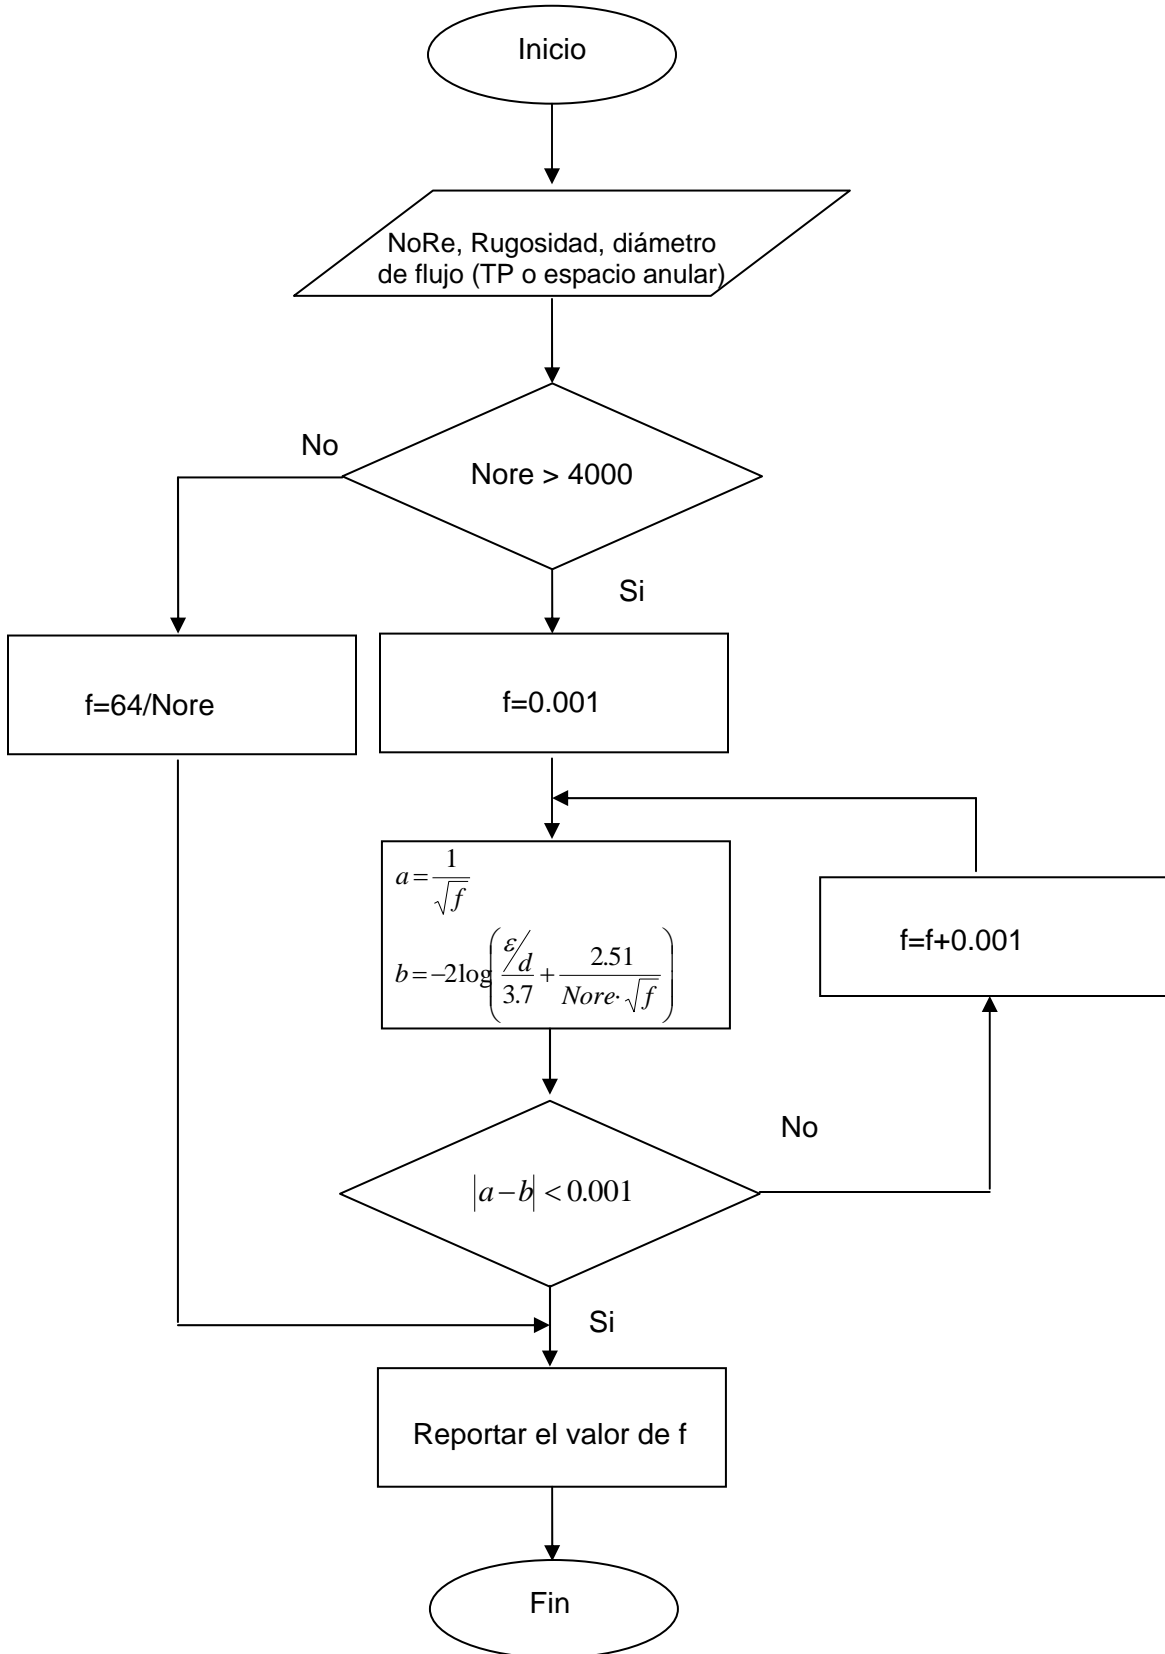 Inicio
NoRe, Rugosidad, diámetro
de flujo (TP o espacio anular)
No
Nore > 4000
Si
f=64/Nore
f=0.001
a = 1/√f
b = −2log((ε/d)/3.7 + 2.51/(Nore·√f))
f=f+0.001
No
|a−b| < 0.001
Si
Reportar el valor de f
Fin